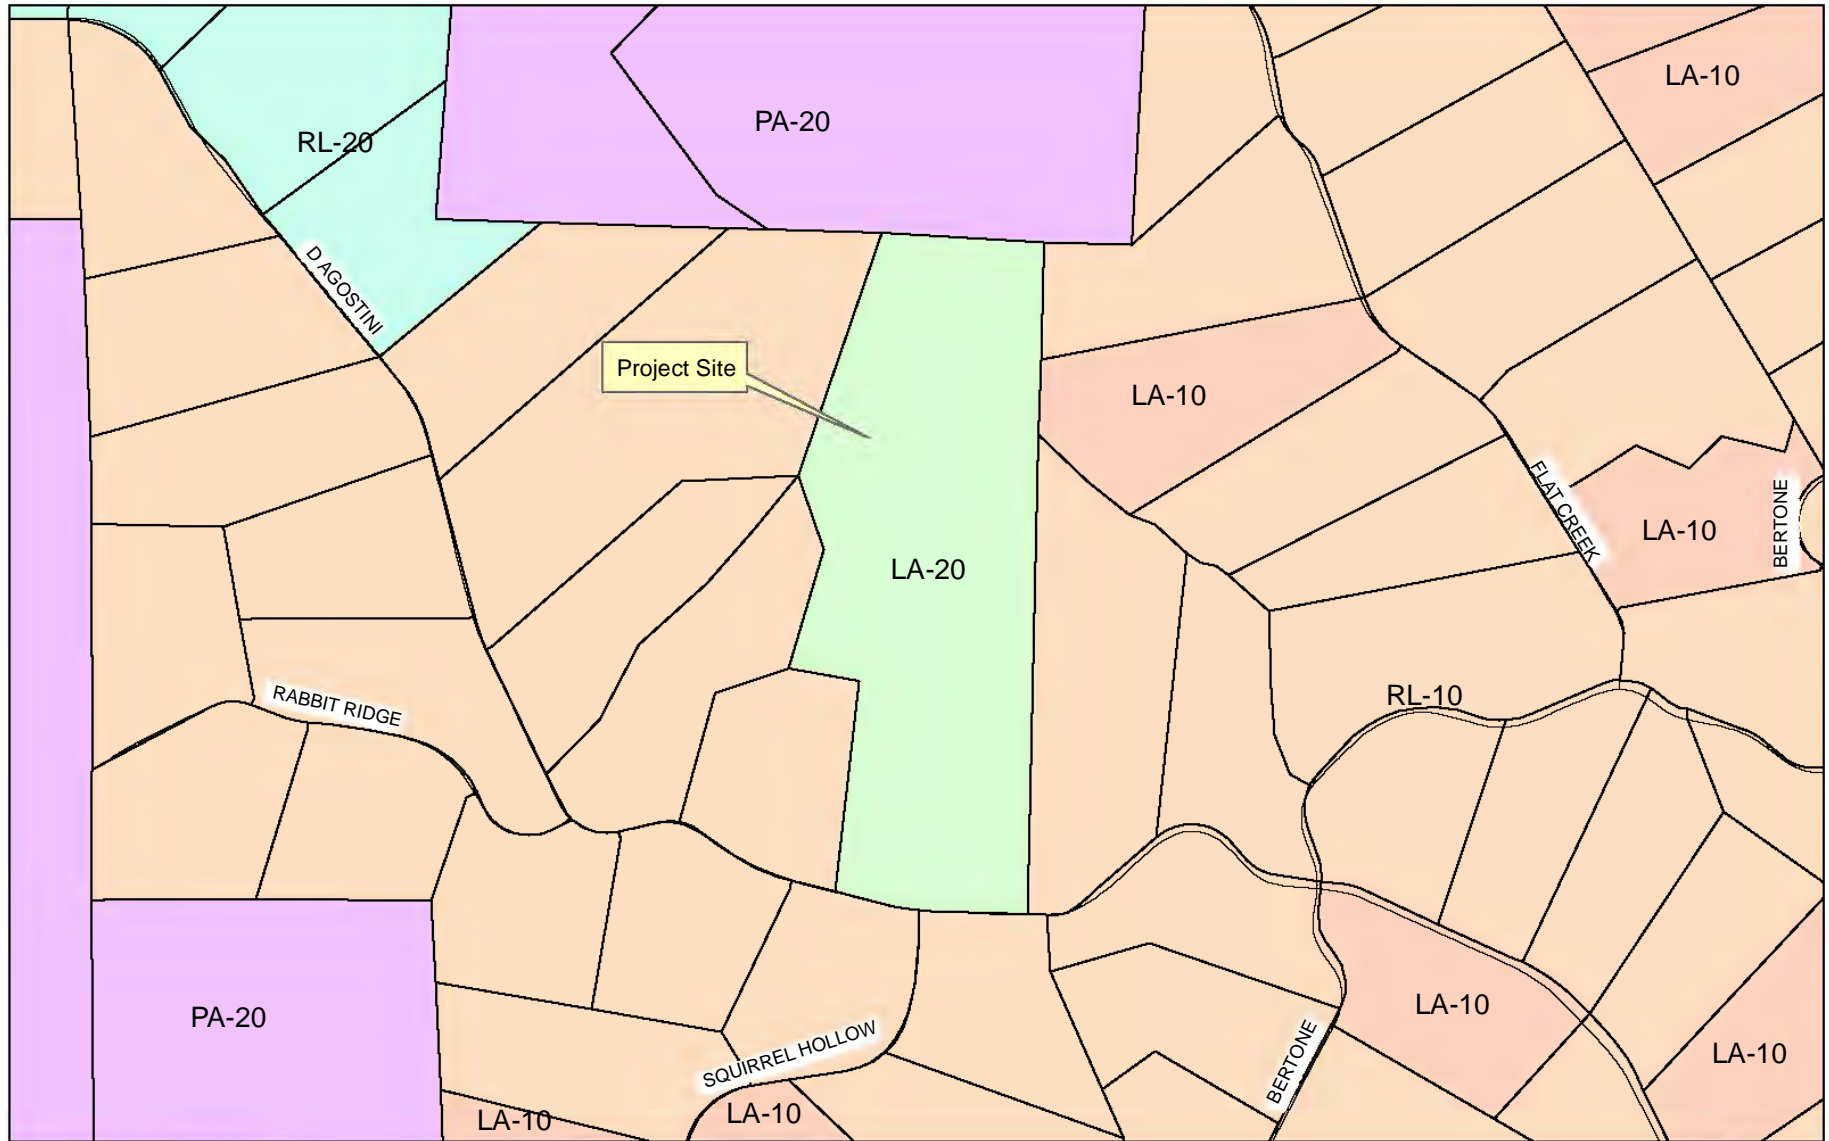 LA-10
PA-20
RL-20
D AGOSTINI
Project Site
LA-10
FLAT CREEK
BERTONE
LA-10
LA-20
RABBIT RIDGE
RL-10
PA-20
LA-10
SQUIRREL HOLLOW
BERTONE
LA-10
LA-10
LA-10